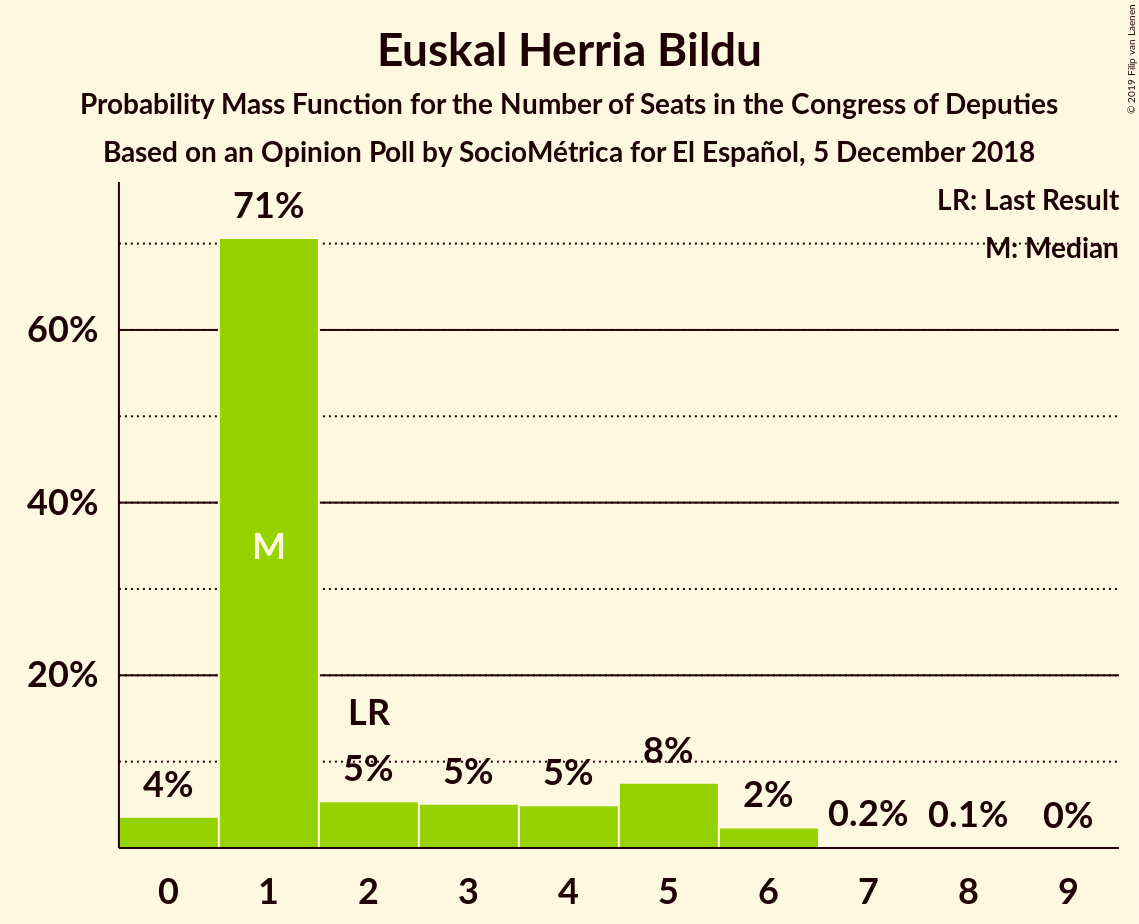 Euskal Herria Bildu
Probability Mass Function for the Number of Seats in the Congress of Deputies
Based on an Opinion Poll by SocioMétrica for El Español, 5 December 2018
© 2019 Filip van Laenen
LR: Last Result
M: Median
60%
40%
20%
4%
71%
M
LR
5%
5%
5%
8%
2%
0.2%
0.1%
0%
0 1 2 3 4 5 6 7 8 9